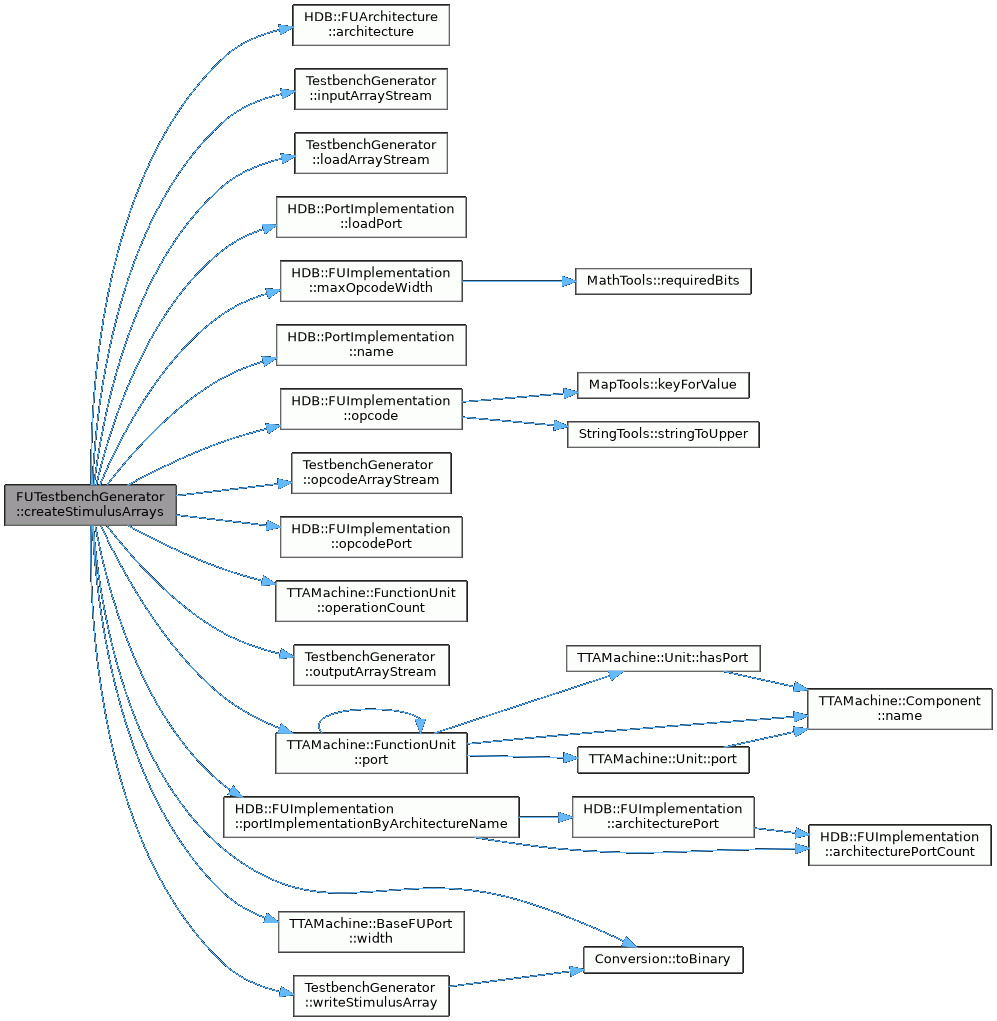 HDB::FUArchitecture
::architecture
TestbenchGenerator
::inputArrayStream
TestbenchGenerator
::loadArrayStream
HDB::PortImplementation
::loadPort
HDB::FUImplementation
::maxOpcodeWidth
MathTools::requiredBits
HDB::PortImplementation
::name
HDB::FUImplementation
::opcode
MapTools::keyForValue
StringTools::stringToUpper
TestbenchGenerator
::opcodeArrayStream
FUTestbenchGenerator
::createStimulusArrays
HDB::FUImplementation
::opcodePort
TTAMachine::FunctionUnit
::operationCount
TestbenchGenerator
::outputArrayStream
TTAMachine::Unit::hasPort
TTAMachine::Component
::name
TTAMachine::FunctionUnit
::port
TTAMachine::Unit::port
HDB::FUImplementation
::portImplementationByArchitectureName
HDB::FUImplementation
::architecturePort
HDB::FUImplementation
::architecturePortCount
TTAMachine::BaseFUPort
::width
Conversion::toBinary
TestbenchGenerator
::writeStimulusArray